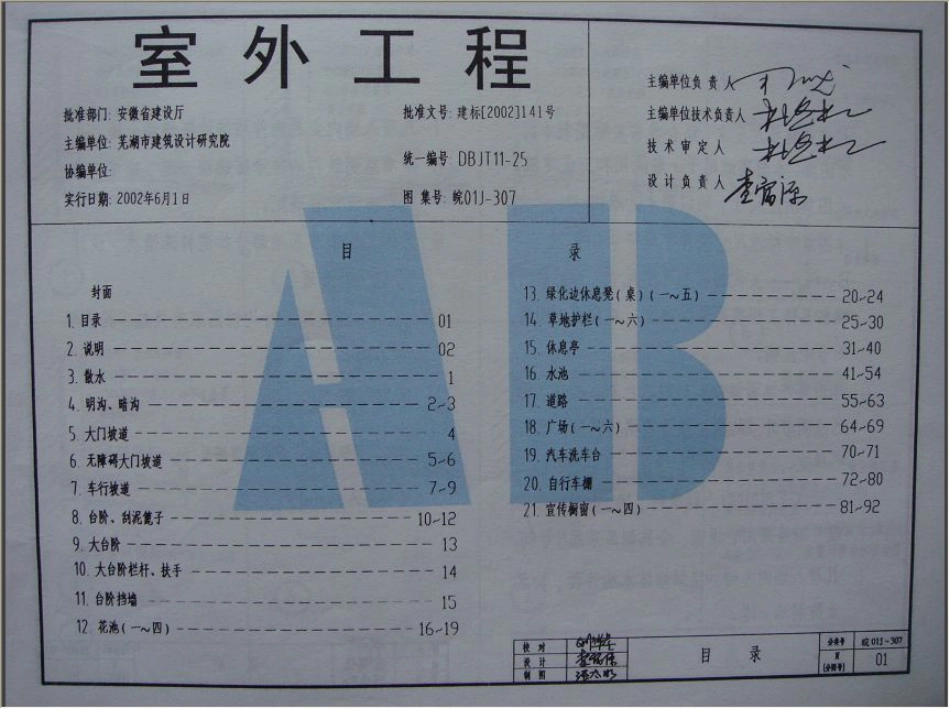 室外工程
批准部门: 安徽省建设厅
主编单位: 芜湖市建筑设计研究院
协编单位:
实行日期: 2002年6月1日
批准文号: 建标[2002]141号
统一编号 DBJT11-25
图 集号: 皖01J-307
主编单位负责人
主编单位技术负责人
技术审定人
设计负责人 查富源
目 录
封面
1. 目录 01
2. 说明 02
3. 散水 1
4. 明沟、暗沟 2~3
5. 大门坡道 4
6. 无障碍大门坡道 5-6
7. 车行坡道 7~9
8. 台阶、刮泥篦子 10-12
9. 大台阶 13
10. 大台阶栏杆、扶手 14
11. 台阶挡墙 15
12. 花池(一~四) 16-19
13. 绿化边休息凳(桌)(一~五) 20-24
14. 草地护栏(一~六) 25-30
15. 休息亭 31-40
16. 水池 41-54
17. 道路 55-63
18. 广场(一~六) 64-69
19. 汽车洗车台 70-71
20. 自行车棚 72-80
21. 宣传橱窗(一~四) 81-92
AB
校 对
设 计
制 图
目 录
分册号 皖01J-307
页 01